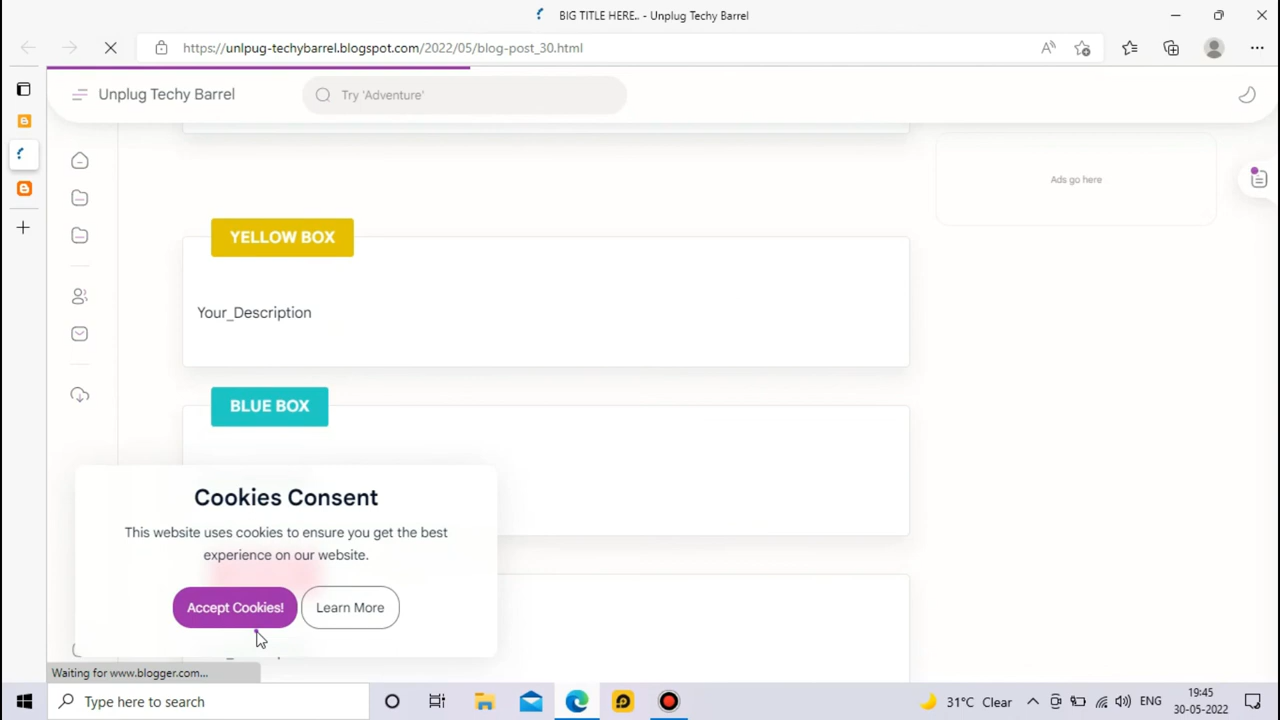 BIG TITLE HERE.. - Unplug Techy Barrel
https://unlpug-techybarrel.blogspot.com/2022/05/blog-post_30.html
Unplug Techy Barrel
Try 'Adventure'
Ads go here
YELLOW BOX
Your_Description
BLUE BOX
Cookies Consent
This website uses cookies to ensure you get the best
experience on our website.
Accept Cookies!
Learn More
Waiting for www.blogger.com...
Type here to search
31°C Clear
ENG
19:45
30-05-2022